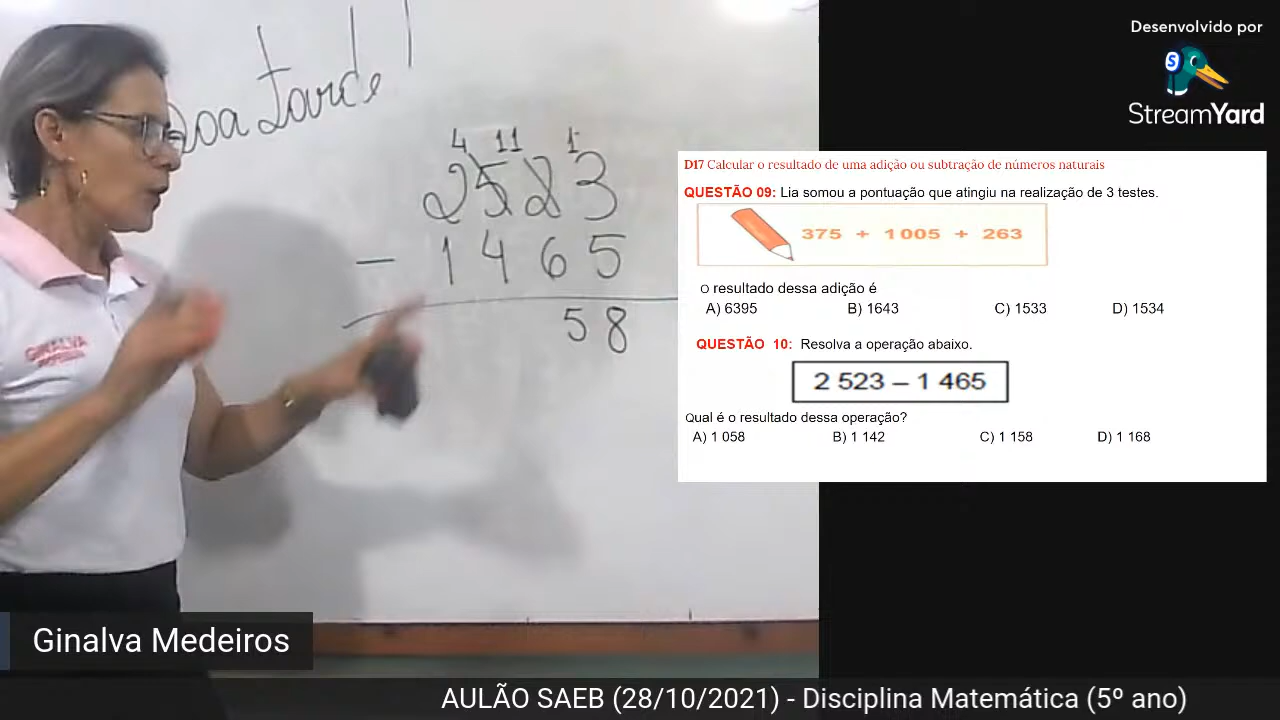 Desenvolvido por
StreamYard
Boa tarde!
4 11 1
2523
- 1465
58
GINALVA
D17 Calcular o resultado de uma adição ou subtração de números naturais
QUESTÃO 09: Lia somou a pontuação que atingiu na realização de 3 testes.
375 + 1 005 + 263
O resultado dessa adição é
A) 6395 B) 1643 C) 1533 D) 1534
QUESTÃO 10: Resolva a operação abaixo.
2 523 – 1 465
Qual é o resultado dessa operação?
A) 1 058 B) 1 142 C) 1 158 D) 1 168
Ginalva Medeiros
AULÃO SAEB (28/10/2021) - Disciplina Matemática (5º ano)